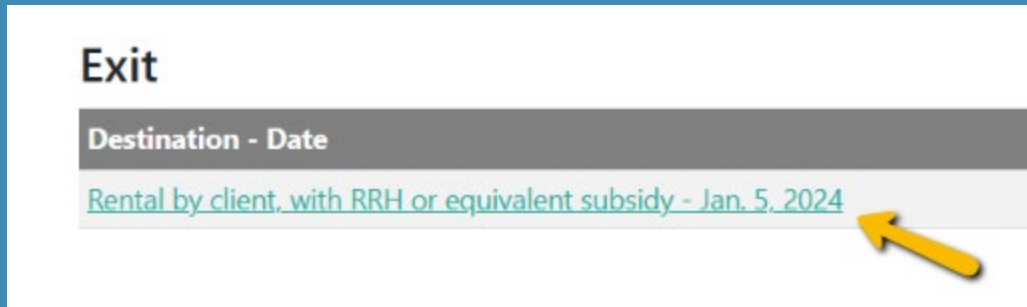 Exit
Destination - Date
Rental by client, with RRH or equivalent subsidy - Jan. 5, 2024